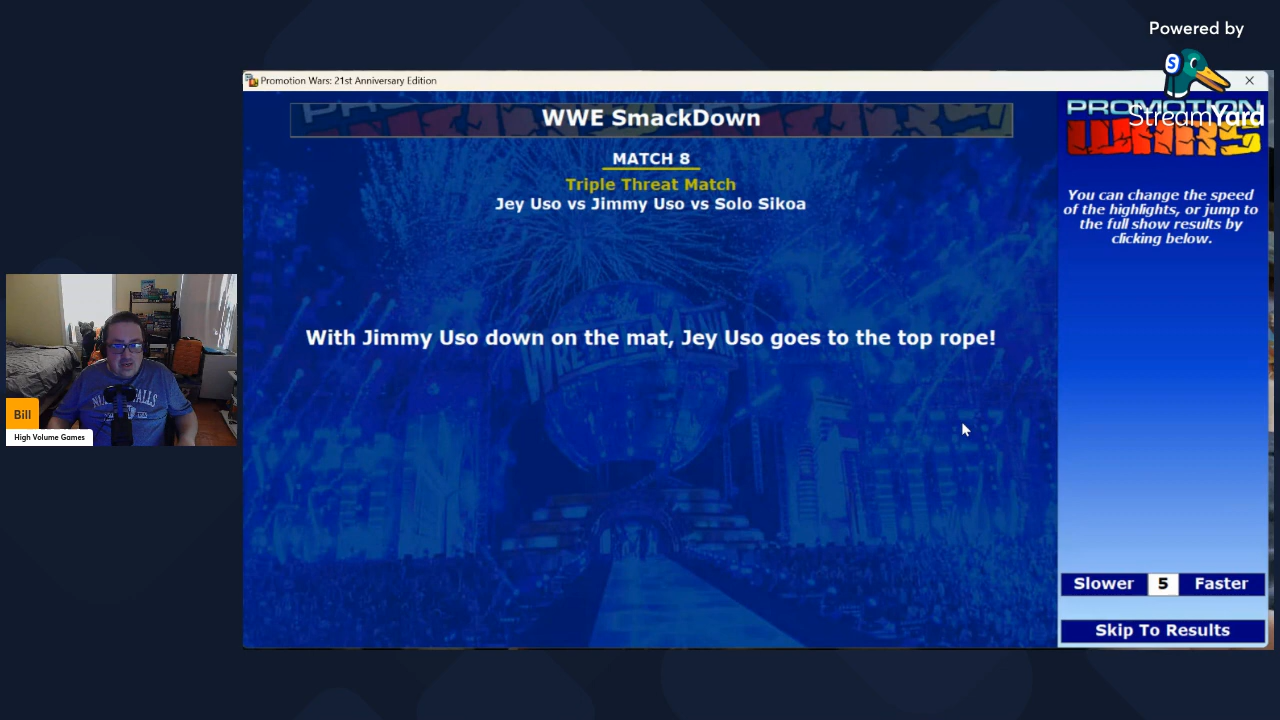 Powered by
StreamYard
Promotion Wars: 21st Anniversary Edition
WWE SmackDown
MATCH 8
Triple Threat Match
Jey Uso vs Jimmy Uso vs Solo Sikoa
With Jimmy Uso down on the mat, Jey Uso goes to the top rope!
PROMOTION
WARS
You can change the speed
of the highlights, or jump to
the full show results by
clicking below.
Slower 5 Faster
Skip To Results
Bill
High Volume Games